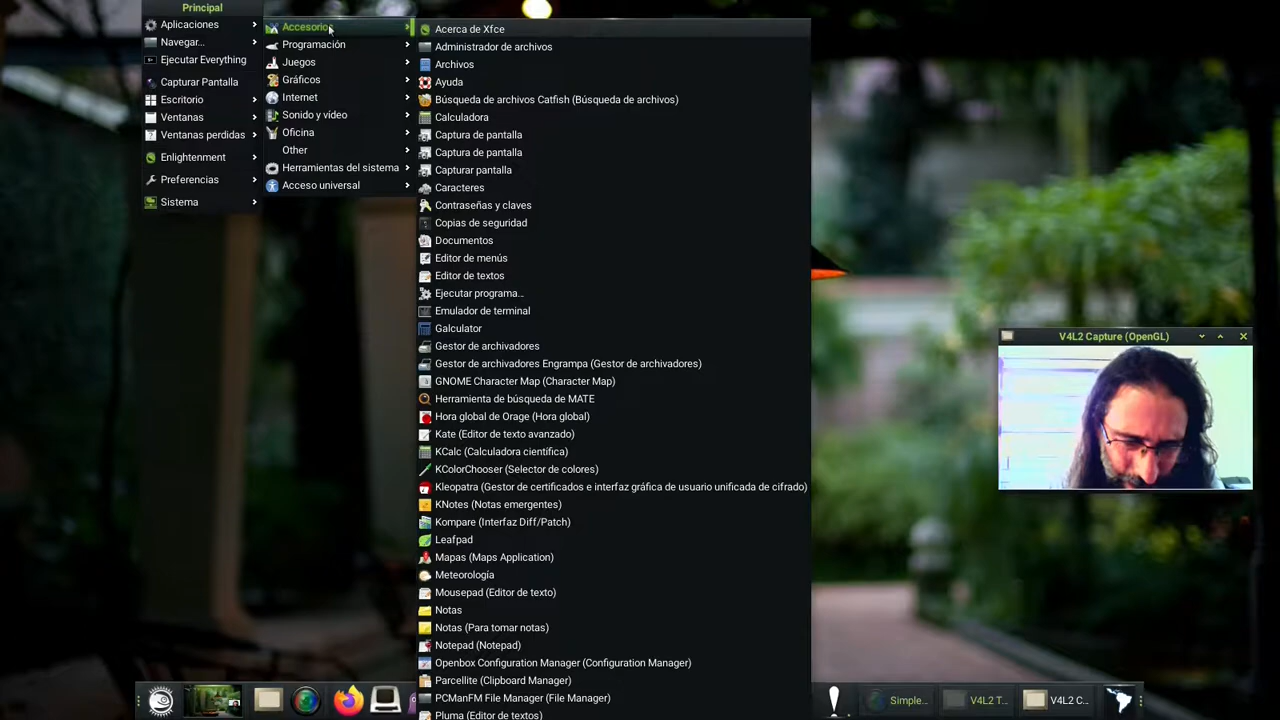 Principal
Aplicaciones
Navegar...
Ejecutar Everything
Capturar Pantalla
Escritorio
Ventanas
Ventanas perdidas
Enlightenment
Preferencias
Sistema
Accesorios
Programación
Juegos
Gráficos
Internet
Sonido y vídeo
Oficina
Other
Herramientas del sistema
Acceso universal
Acerca de Xfce
Administrador de archivos
Archivos
Ayuda
Búsqueda de archivos Catfish (Búsqueda de archivos)
Calculadora
Captura de pantalla
Captura de pantalla
Capturar pantalla
Caracteres
Contraseñas y claves
Copias de seguridad
Documentos
Editor de menús
Editor de textos
Ejecutar programa...
Emulador de terminal
Galculator
Gestor de archivadores
Gestor de archivadores Engrampa (Gestor de archivadores)
GNOME Character Map (Character Map)
Herramienta de búsqueda de MATE
Hora global de Orage (Hora global)
Kate (Editor de texto avanzado)
KCalc (Calculadora científica)
KColorChooser (Selector de colores)
Kleopatra (Gestor de certificados e interfaz gráfica de usuario unificada de cifrado)
KNotes (Notas emergentes)
Kompare (Interfaz Diff/Patch)
Leafpad
Mapas (Maps Application)
Meteorología
Mousepad (Editor de texto)
Notas
Notas (Para tomar notas)
Notepad (Notepad)
Openbox Configuration Manager (Configuration Manager)
Parcellite (Clipboard Manager)
PCManFM File Manager (File Manager)
Pluma (Editor de textos)
V4L2 Capture (OpenGL)
Simple...
V4L2 T...
V4L2 C...